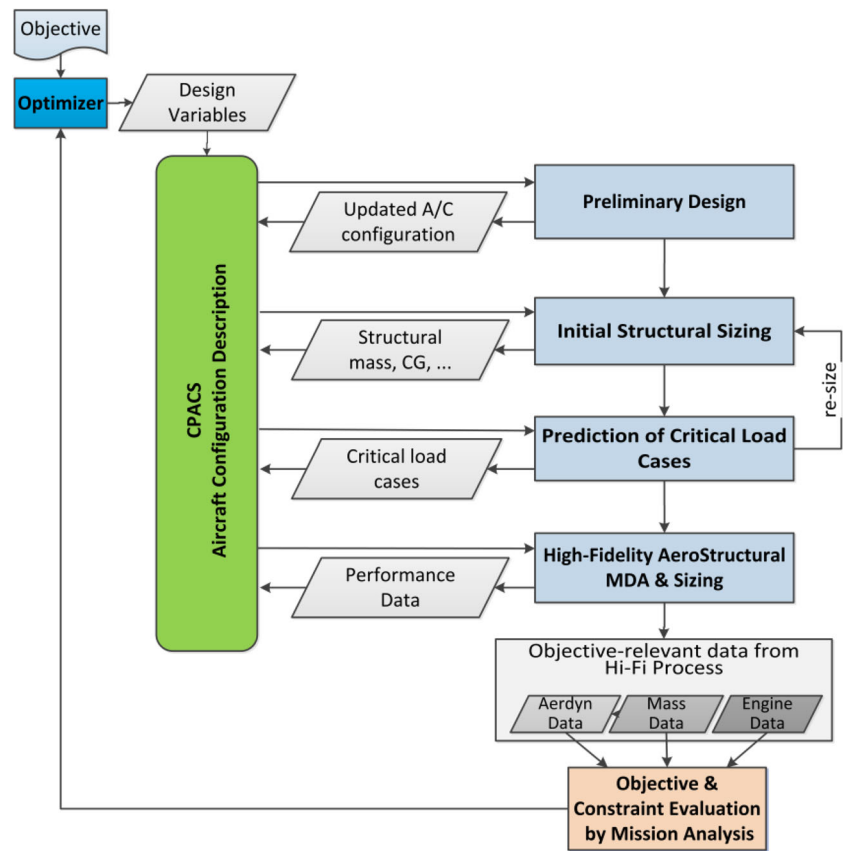 Objective
Optimizer
Design
Variables
CPACS
Aircraft Configuration Description
Preliminary Design
Updated A/C
configuration
Initial Structural Sizing
Structural
mass, CG, ...
re-size
Prediction of Critical Load
Cases
Critical load
cases
High-Fidelity AeroStructural
MDA & Sizing
Performance
Data
Objective-relevant data from
Hi-Fi Process
Aerdyn
Data
Mass
Data
Engine
Data
Objective &
Constraint Evaluation
by Mission Analysis